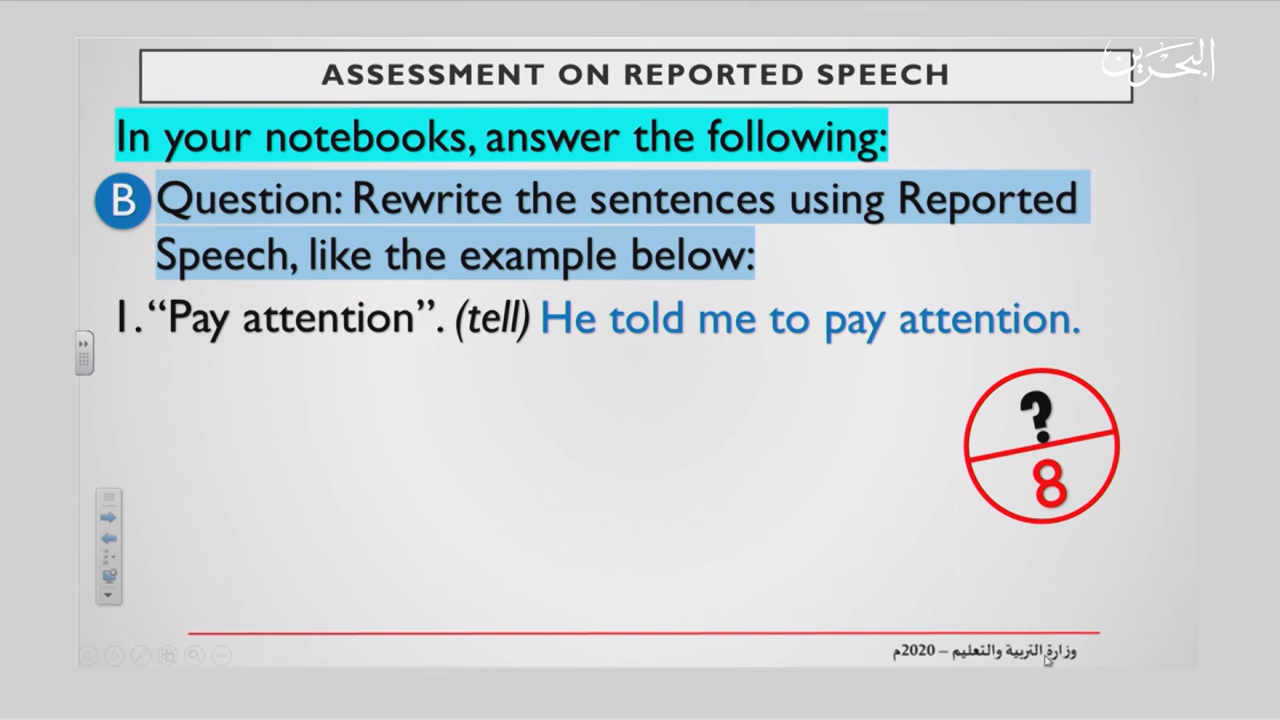 البحرين
ASSESSMENT ON REPORTED SPEECH
In your notebooks, answer the following:
B Question: Rewrite the sentences using Reported
Speech, like the example below:
1. “Pay attention”. (tell) He told me to pay attention.
?
8
وزارة التربية والتعليم – 2020م